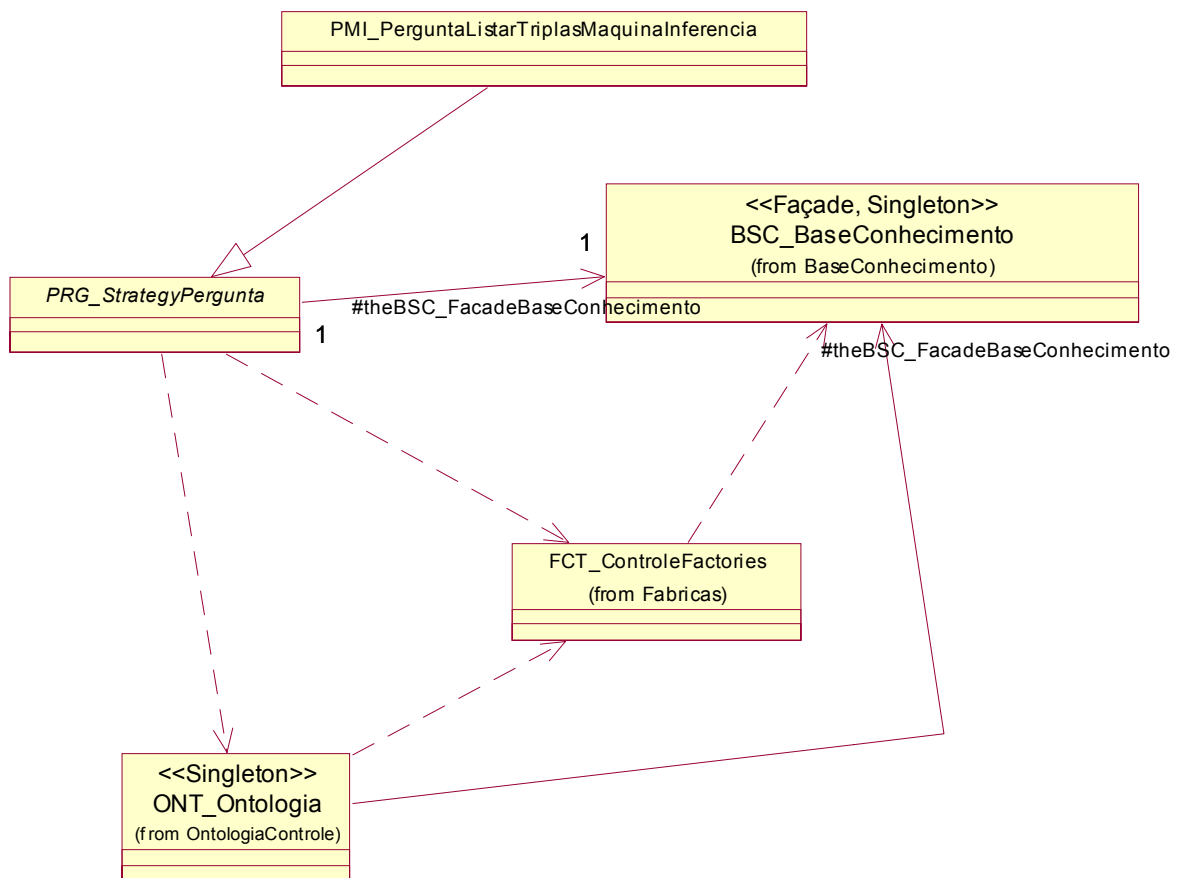 PMI_PerguntaListarTriplasMaquinaInferencia
<<Façade, Singleton>>
BSC_BaseConhecimento
(from BaseConhecimento)
1
PRG_StrategyPergunta
#theBSC_FacadeBaseConhecimento
1
#theBSC_FacadeBaseConhecimento
FCT_ControleFactories
(from Fabricas)
<<Singleton>>
ONT_Ontologia
(from OntologiaControle)